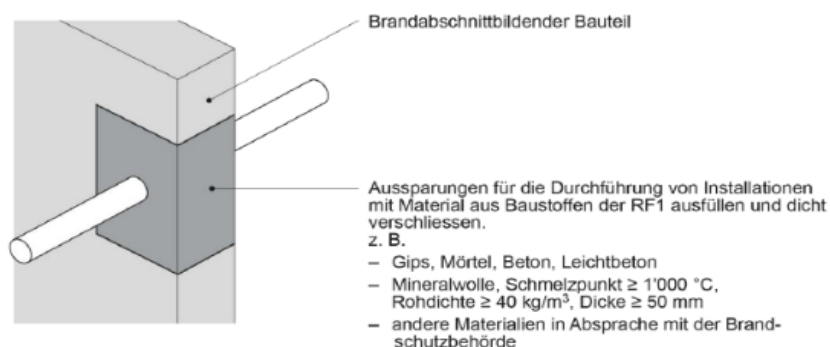 Brandabschnittbildender Bauteil
Aussparungen für die Durchführung von Installationen
mit Material aus Baustoffen der RF1 ausfüllen und dicht
verschliessen.
z. B.
– Gips, Mörtel, Beton, Leichtbeton
– Mineralwolle, Schmelzpunkt ≥ 1'000 °C,
Rohdichte ≥ 40 kg/m³, Dicke ≥ 50 mm
– andere Materialien in Absprache mit der Brand-
schutzbehörde